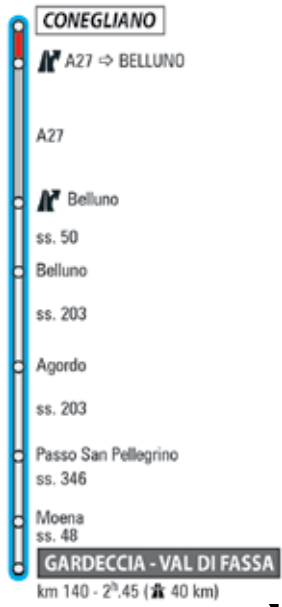 CONEGLIANO
A27 ⇨ BELLUNO
A27
Belluno
ss. 50
Belluno
ss. 203
Agordo
ss. 203
Passo San Pellegrino
ss. 346
Moena
ss. 48
GARDECCIA - VAL DI FASSA
km 140 - 2h.45 ( 40 km)